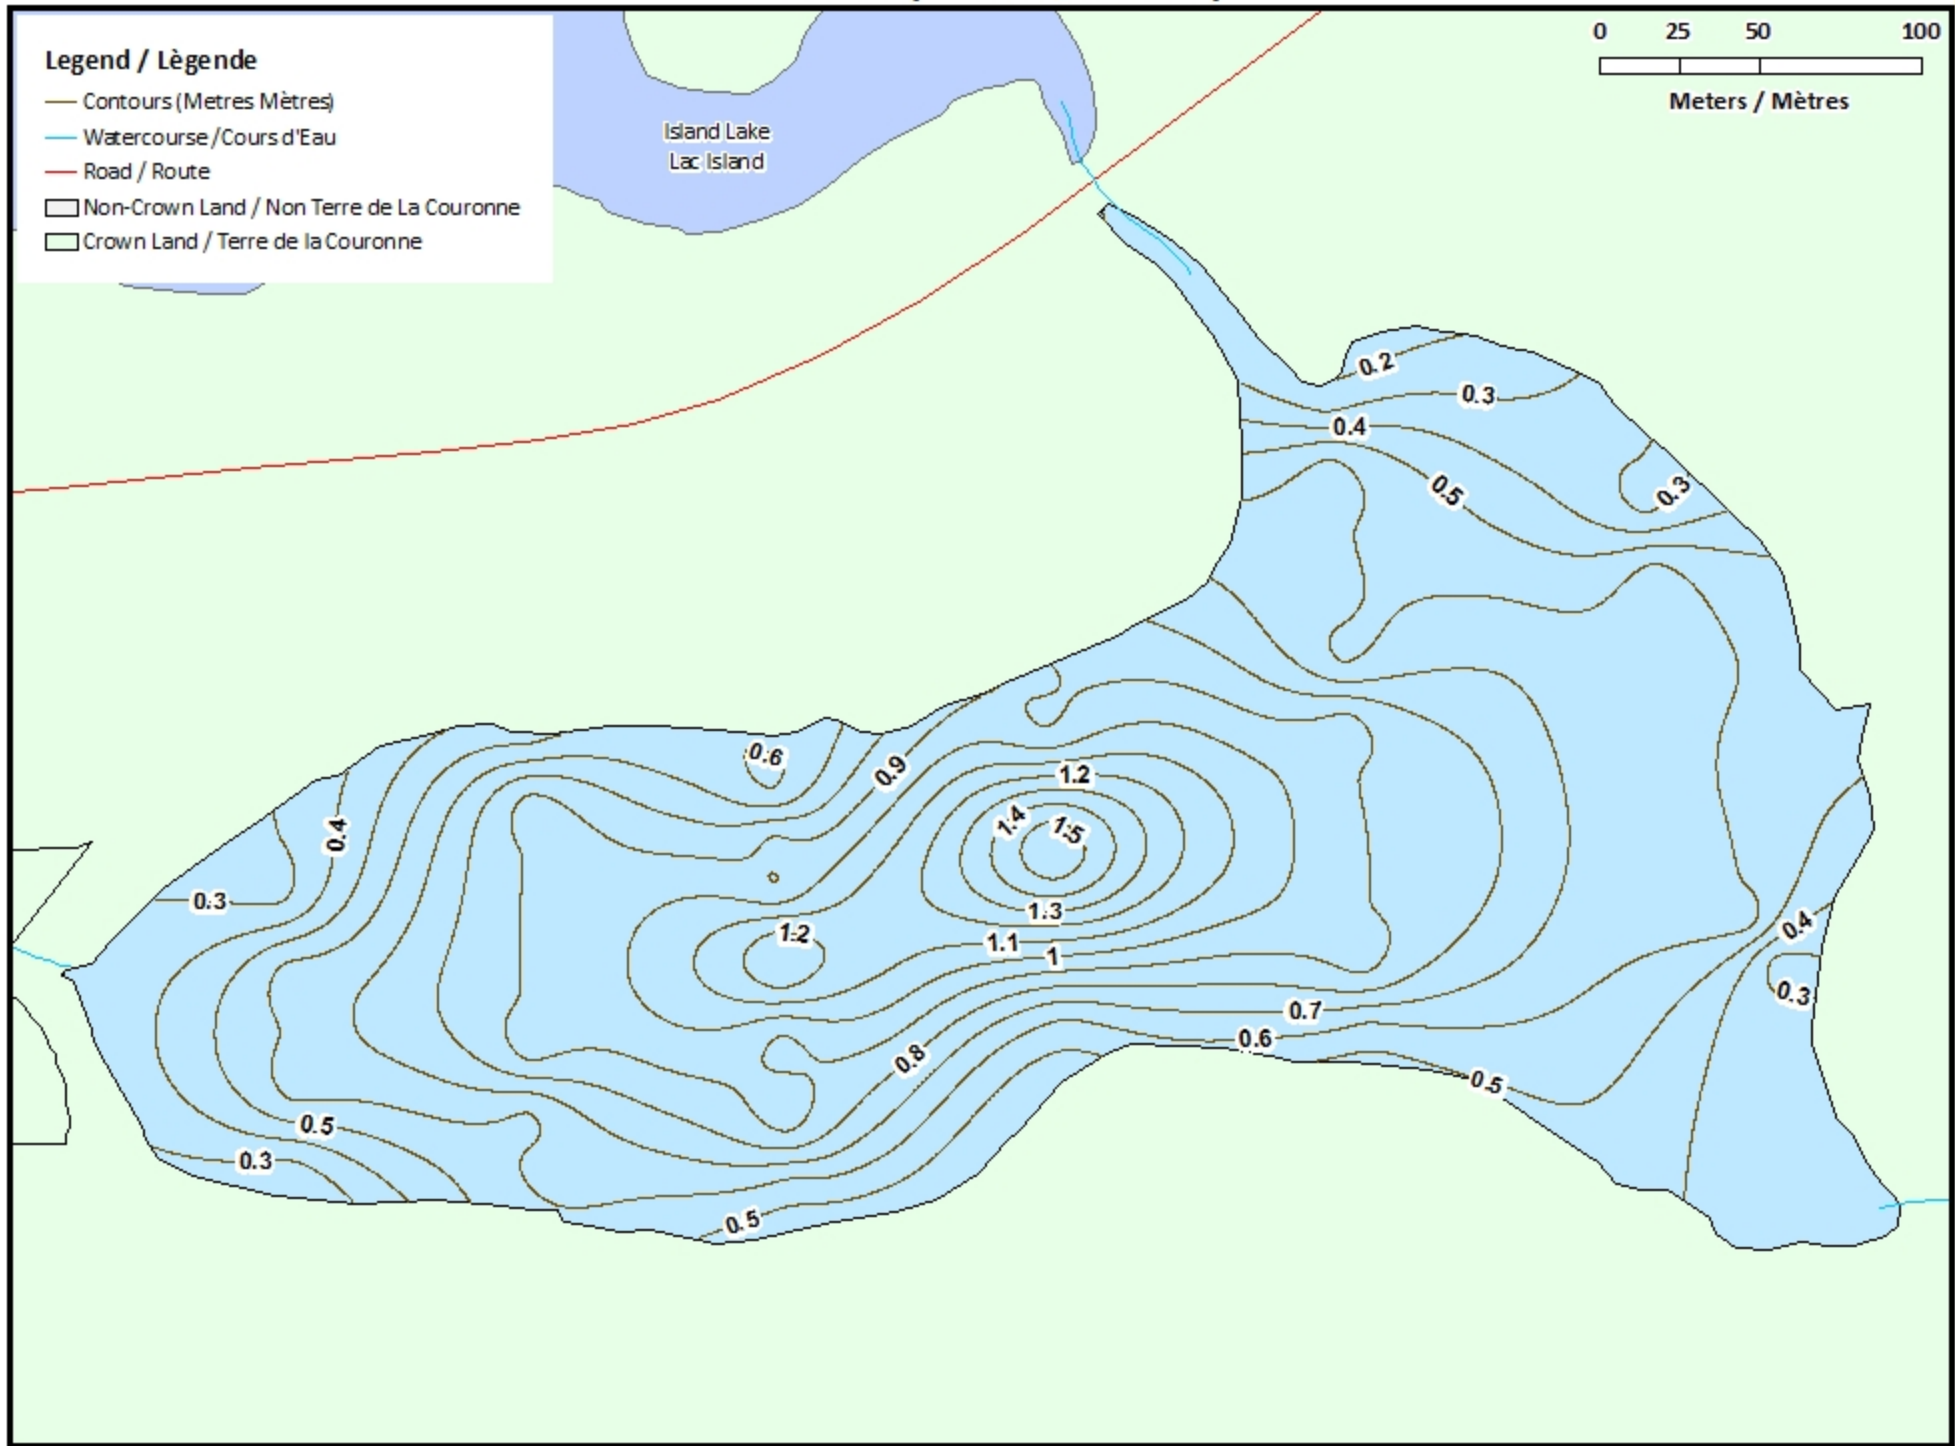 Legend / Lègende
Contours (Metres Mètres)
Watercourse /Cours d'Eau
Road / Route
Non-Crown Land / Non Terre de La Couronne
Crown Land / Terre de la Couronne
0 25 50 100
Meters / Mètres
Island Lake
Lac Island
0.2
0.3
0.4
0.5
0.3
0.6
0.9
1.2
1.4
1.5
0.4
0.3
1.3
1.2
1.1
1
0.4
0.3
0.7
0.6
0.8
0.5
0.5
0.3
0.5